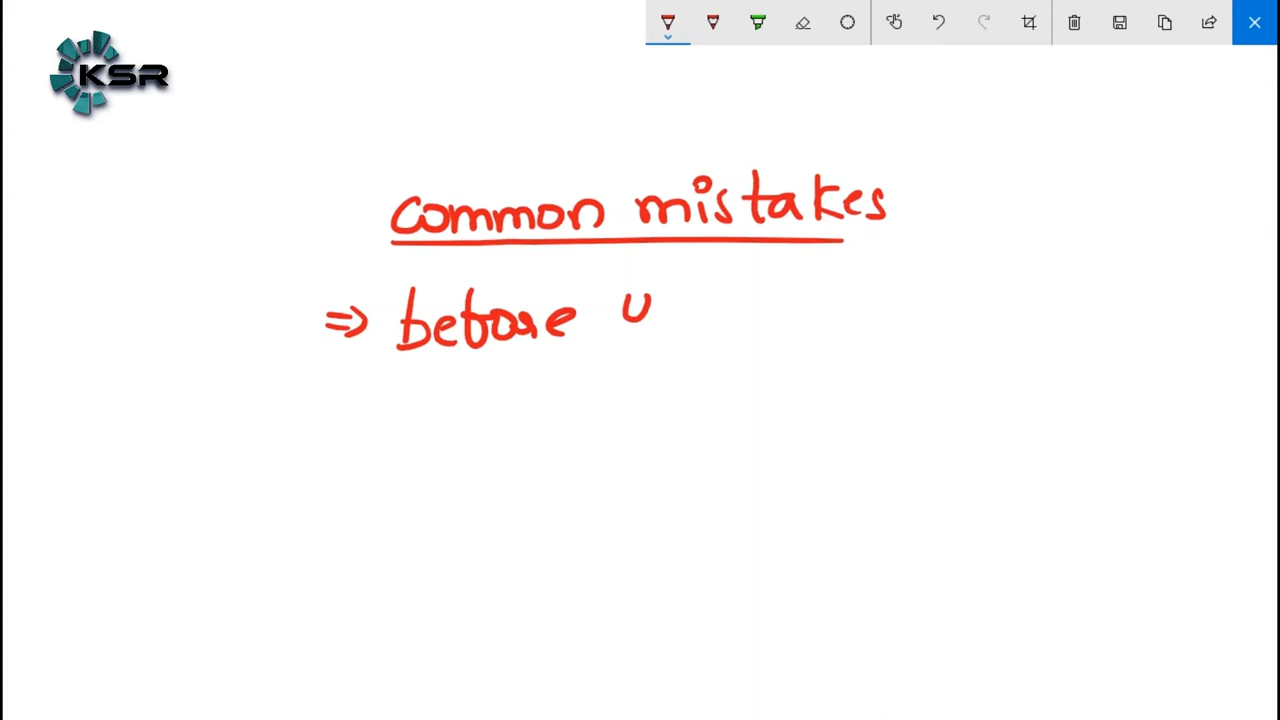 KSR
common mistakes
⇒ before u